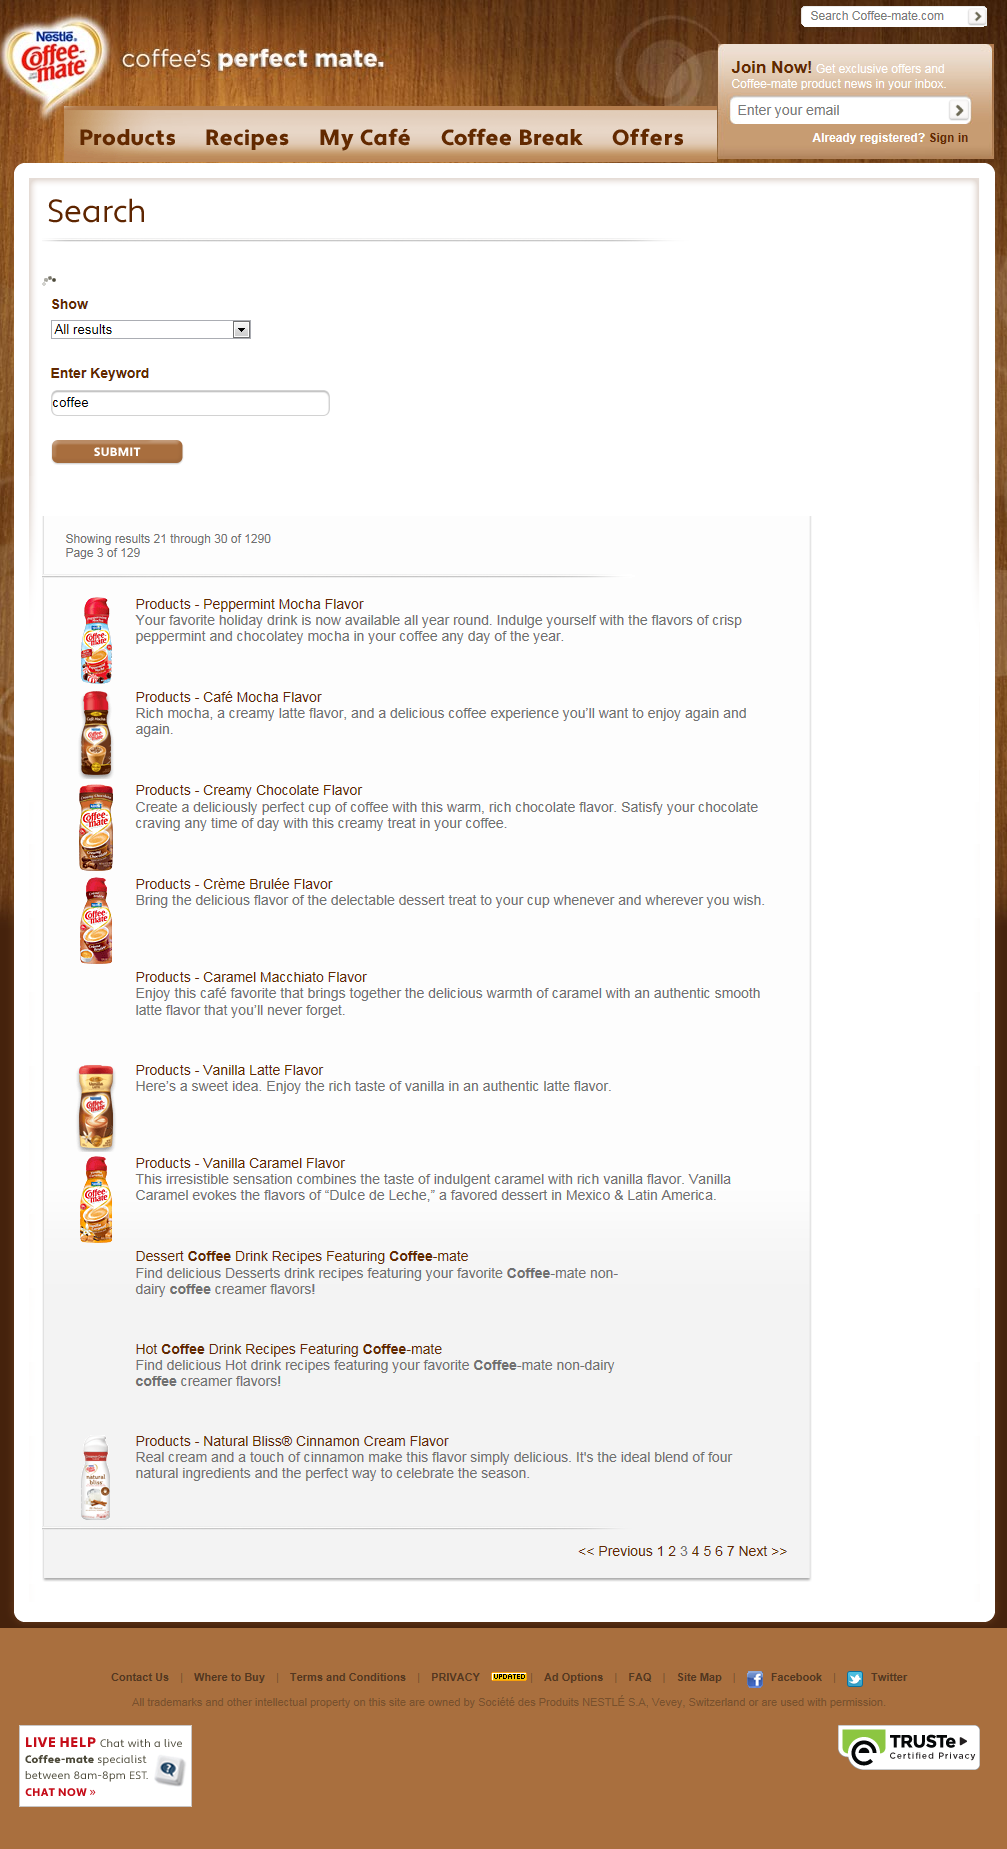 Search Coffee-mate.com
Nestlé
Coffee-
mate
coffee's perfect mate.
Join Now! Get exclusive offers and
Coffee-mate product news in your inbox.
Enter your email
Already registered? Sign in
Products Recipes My Café Coffee Break Offers
Search
Show
All results
Enter Keyword
coffee
SUBMIT
Showing results 21 through 30 of 1290
Page 3 of 129
Products - Peppermint Mocha Flavor
Your favorite holiday drink is now available all year round. Indulge yourself with the flavors of crisp
peppermint and chocolatey mocha in your coffee any day of the year.
Products - Café Mocha Flavor
Rich mocha, a creamy latte flavor, and a delicious coffee experience you'll want to enjoy again and
again.
Products - Creamy Chocolate Flavor
Create a deliciously perfect cup of coffee with this warm, rich chocolate flavor. Satisfy your chocolate
craving any time of day with this creamy treat in your coffee.
Products - Crème Brulée Flavor
Bring the delicious flavor of the delectable dessert treat to your cup whenever and wherever you wish.
Products - Caramel Macchiato Flavor
Enjoy this café favorite that brings together the delicious warmth of caramel with an authentic smooth
latte flavor that you'll never forget.
Products - Vanilla Latte Flavor
Here's a sweet idea. Enjoy the rich taste of vanilla in an authentic latte flavor.
Products - Vanilla Caramel Flavor
This irresistible sensation combines the taste of indulgent caramel with rich vanilla flavor. Vanilla
Caramel evokes the flavors of “Dulce de Leche,” a favored dessert in Mexico & Latin America.
Dessert Coffee Drink Recipes Featuring Coffee-mate
Find delicious Desserts drink recipes featuring your favorite Coffee-mate non-
dairy coffee creamer flavors!
Hot Coffee Drink Recipes Featuring Coffee-mate
Find delicious Hot drink recipes featuring your favorite Coffee-mate non-dairy
coffee creamer flavors!
Products - Natural Bliss® Cinnamon Cream Flavor
Real cream and a touch of cinnamon make this flavor simply delicious. It's the ideal blend of four
natural ingredients and the perfect way to celebrate the season.
<< Previous 1 2 3 4 5 6 7 Next >>
Contact Us | Where to Buy | Terms and Conditions | PRIVACY UPDATED | Ad Options | FAQ | Site Map | Facebook | Twitter
All trademarks and other intellectual property on this site are owned by Société des Produits NESTLÉ S.A, Vevey, Switzerland or are used with permission.
LIVE HELP Chat with a live
Coffee-mate specialist
between 8am-8pm EST.
CHAT NOW »
TRUSTe
Certified Privacy